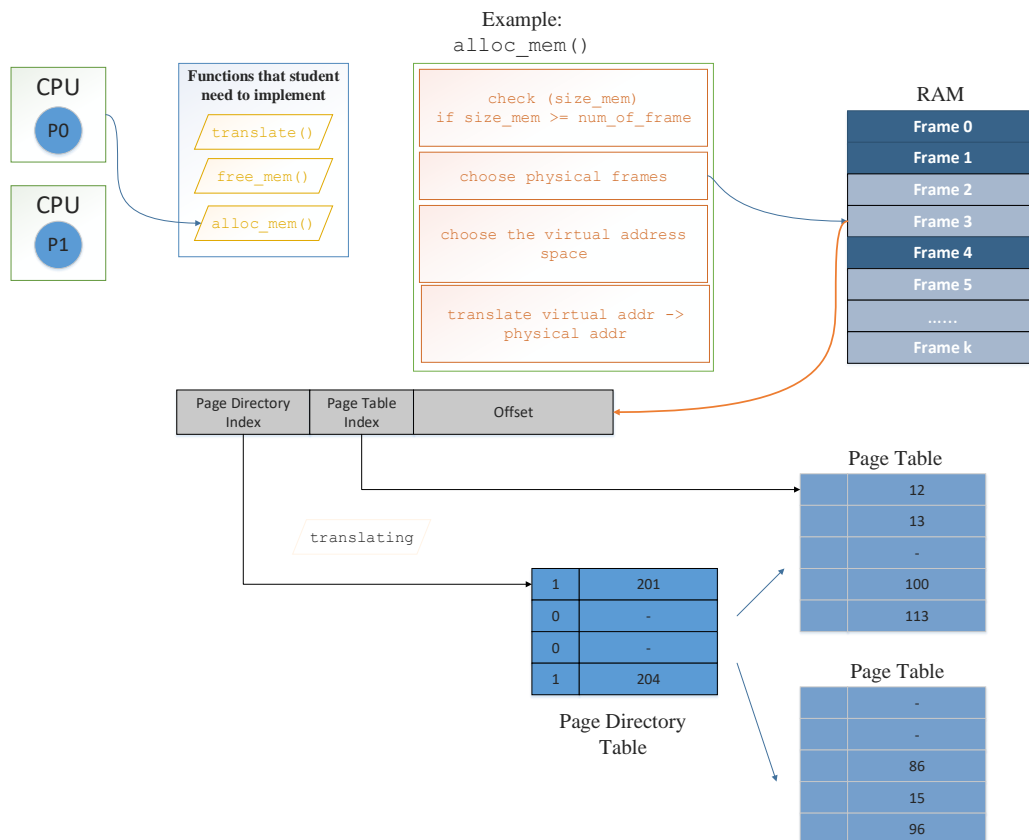 Example:
alloc_mem()
CPU
P0
CPU
P1
Functions that student
need to implement
translate()
free_mem()
alloc_mem()
check (size_mem)
if size_mem >= num_of_frame
choose physical frames
choose the virtual address
space
translate virtual addr ->
physical addr
RAM
Frame 0
Frame 1
Frame 2
Frame 3
Frame 4
Frame 5
......
Frame k
Page Directory
Index
Page Table
Index
Offset
translating
1 201
0 -
0 -
1 204
Page Directory
Table
Page Table
12
13
-
100
113
Page Table
-
-
86
15
96